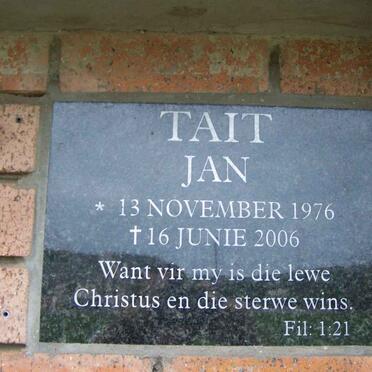 TAIT
JAN
* 13 NOVEMBER 1976
† 16 JUNIE 2006
Want vir my is die lewe
Christus en die sterwe wins.
Fil: 1:21